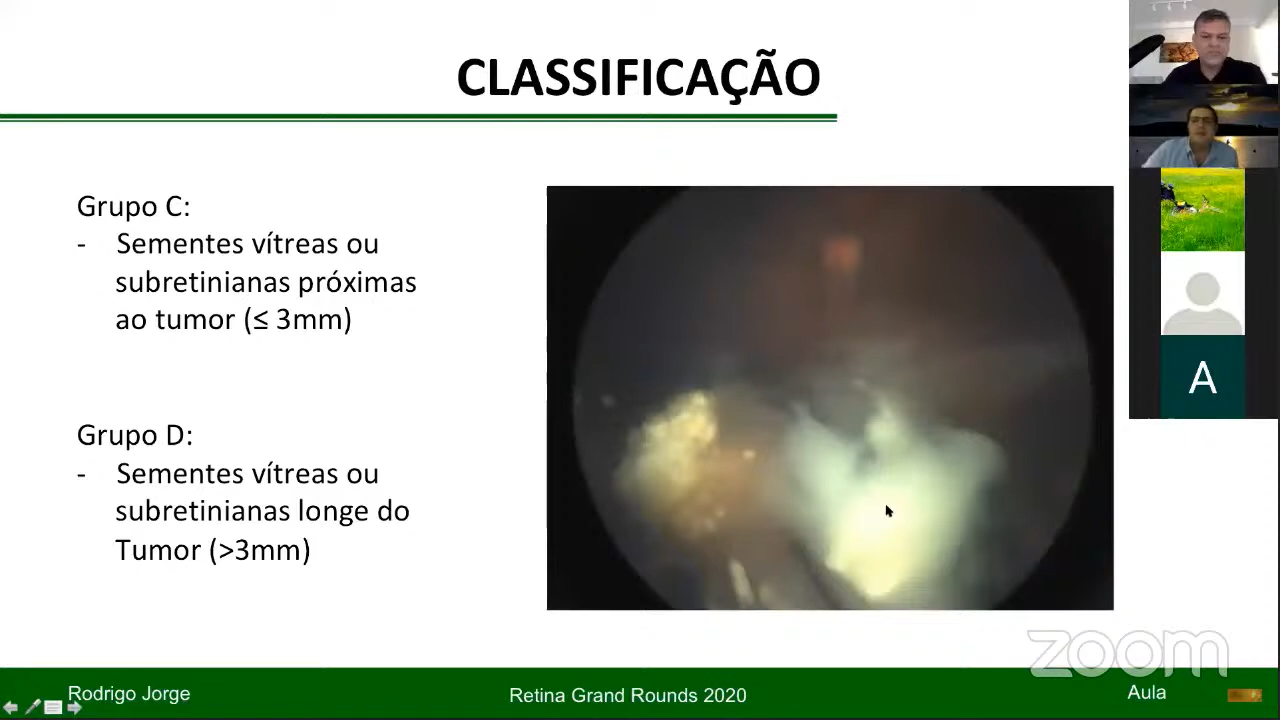 CLASSIFICAÇÃO
Grupo C:
- Sementes vítreas ou
subretinianas próximas
ao tumor (≤ 3mm)
Grupo D:
- Sementes vítreas ou
subretinianas longe do
Tumor (>3mm)
A
zoom
Rodrigo Jorge
Retina Grand Rounds 2020
Aula